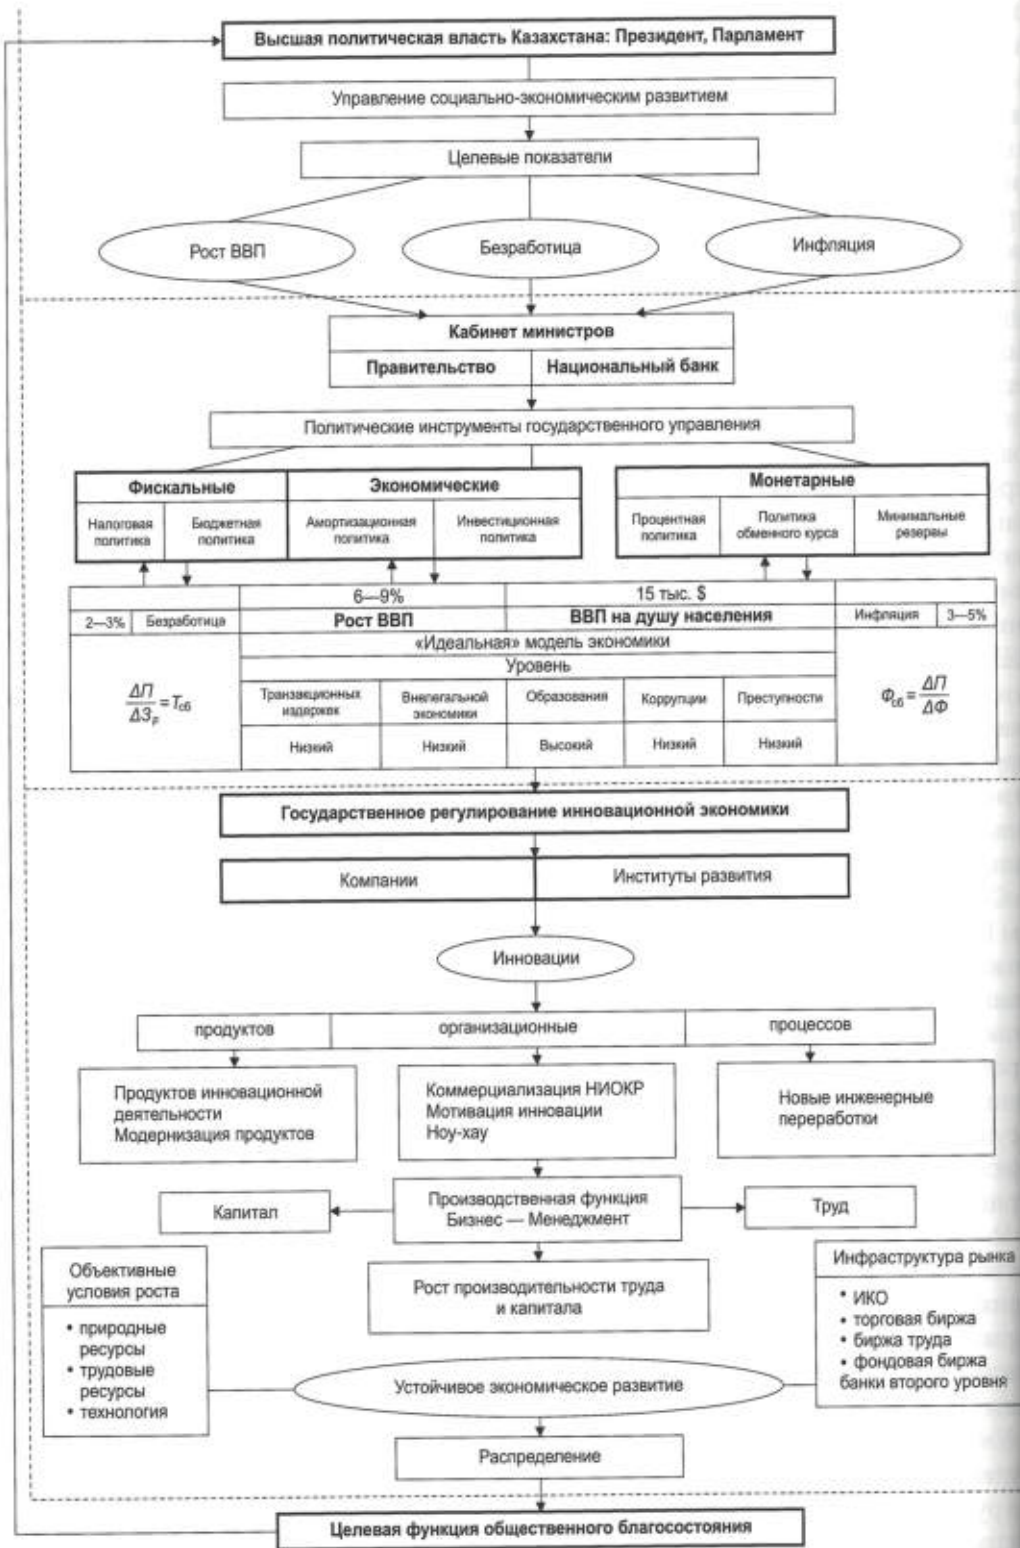 Высшая политическая власть Казахстана: Президент, Парламент
Управление социально-экономическим развитием
Целевые показатели
Рост ВВП
Безработица
Инфляция
Кабинет министров
Правительство
Национальный банк
Политические инструменты государственного управления
Фискальные
Экономические
Монетарные
Налоговая
политика
Бюджетная
политика
Амортизационная
политика
Инвестиционная
политика
Процентная
политика
Политика
обменного курса
Минимальные
резервы
6—9%
15 тыс. $
2—3%
Безработица
Рост ВВП
ВВП на душу населения
Инфляция
3—5%
«Идеальная» модель экономики
Уровень
ΔП/ΔЗ_р = T_сб
Транзакционных
издержек
Внелегальной
экономики
Образования
Коррупции
Преступности
Φ_сб = ΔП/ΔФ
Низкий
Низкий
Высокий
Низкий
Низкий
Государственное регулирование инновационной экономики
Компании
Институты развития
Инновации
продуктов
организационные
процессов
Продуктов инновационной
деятельности
Модернизация продуктов
Коммерциализация НИОКР
Мотивация инновации
Ноу-хау
Новые инженерные
переработки
Капитал
Производственная функция
Бизнес — Менеджмент
Труд
Объективные
условия роста
• природные
ресурсы
• трудовые
ресурсы
• технология
Рост производительности труда
и капитала
Инфраструктура рынка
• ИКО
• торговая биржа
• биржа труда
• фондовая биржа
банки второго уровня
Устойчивое экономическое развитие
Распределение
Целевая функция общественного благосостояния